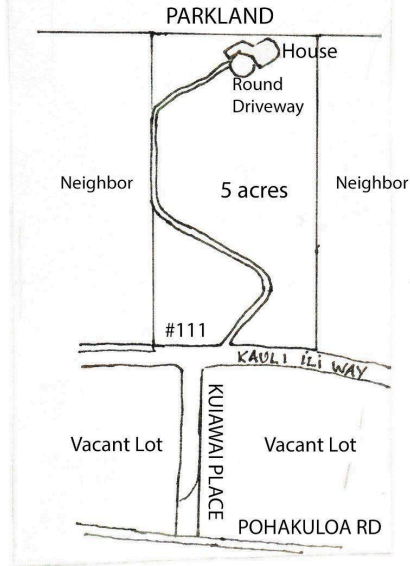 PARKLAND
House
Round
Driveway
Neighbor
5 acres
Neighbor
#111
KAULI ILI WAY
KUIAWAI PLACE
Vacant Lot
Vacant Lot
POHAKULOA RD